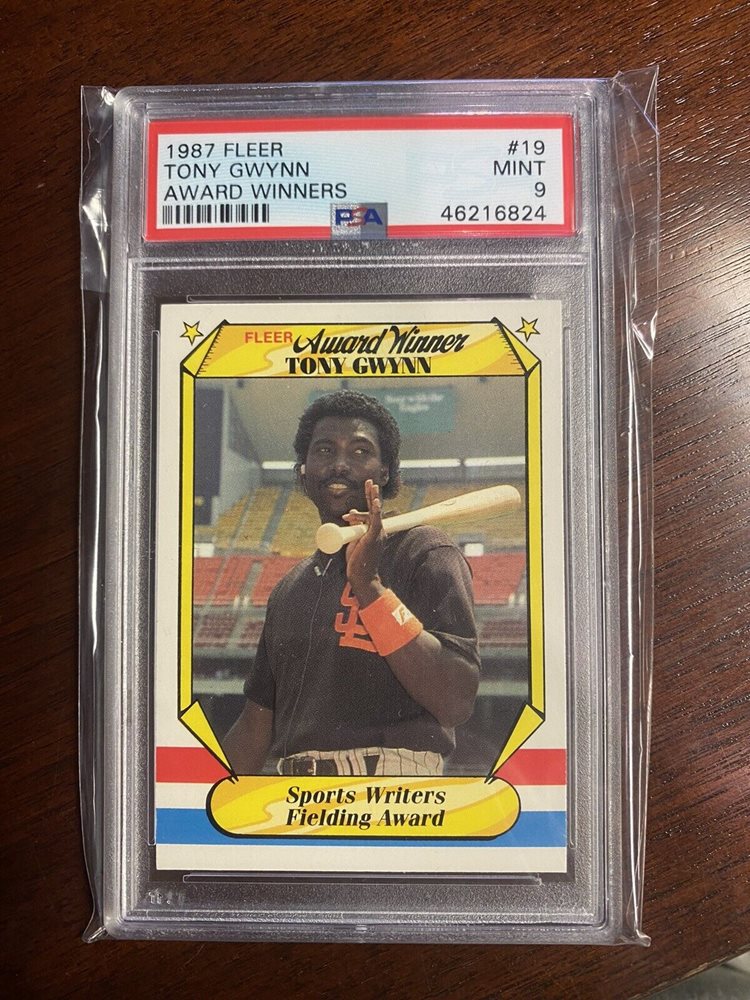 1987 FLEER #19
TONY GWYNN MINT
AWARD WINNERS 9
PSA 46216824
FLEER Award Winner
TONY GWYNN
Sports Writers
Fielding Award